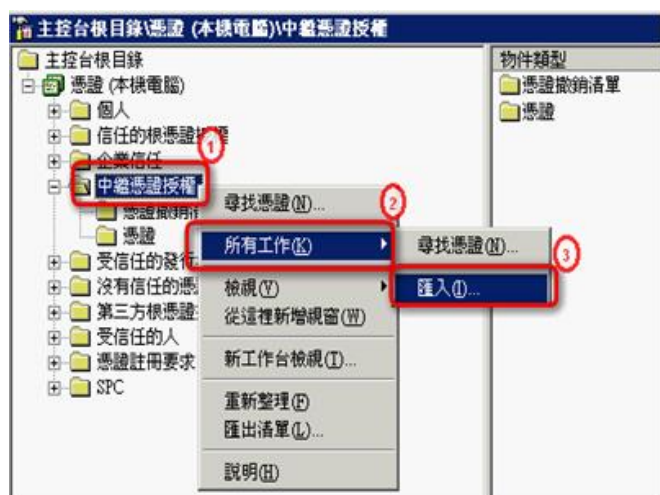 主控台根目錄\憑證 (本機電腦)\中繼憑證授權
主控台根目錄
憑證 (本機電腦)
個人
信任的根憑證授權
企業信任
中繼憑證授權
憑證撤銷清
憑證
受信任的發行
沒有信任的憑
第三方根憑證
受信任的人
憑證註冊要求
SPC
物件類型
憑證撤銷清單
憑證
1
尋找憑證(N)...
2
所有工作(K)
檢視(V)
從這裡新增視窗(W)
新工作台檢視(T)...
重新整理(F)
匯出清單(L)...
說明(H)
尋找憑證(N)...
3
匯入(I)...